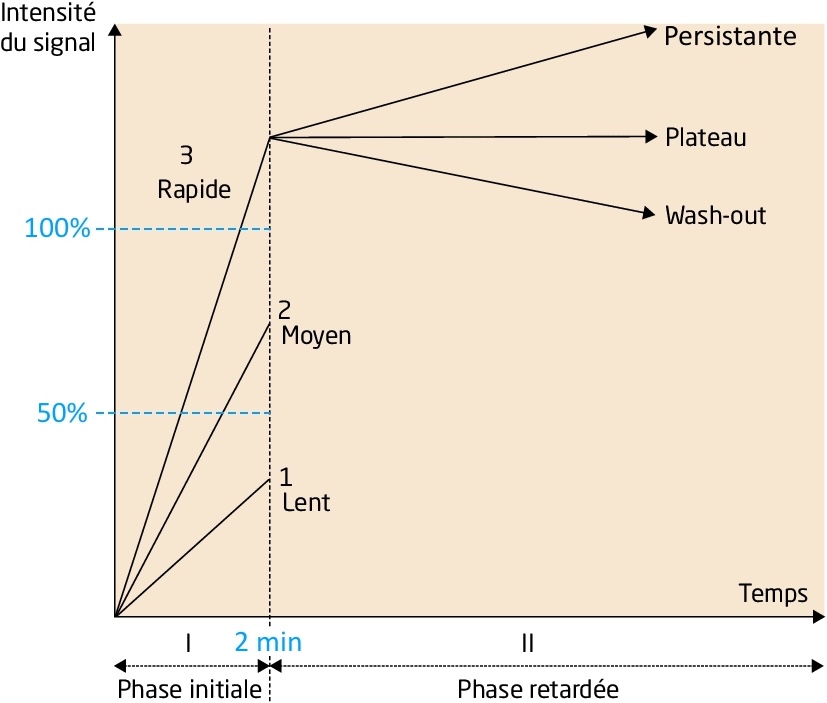 Intensité
du signal
Persistante
3
Rapide
Plateau
Wash-out
100%
2
Moyen
50%
1
Lent
Temps
I
2 min
II
Phase initiale
Phase retardée